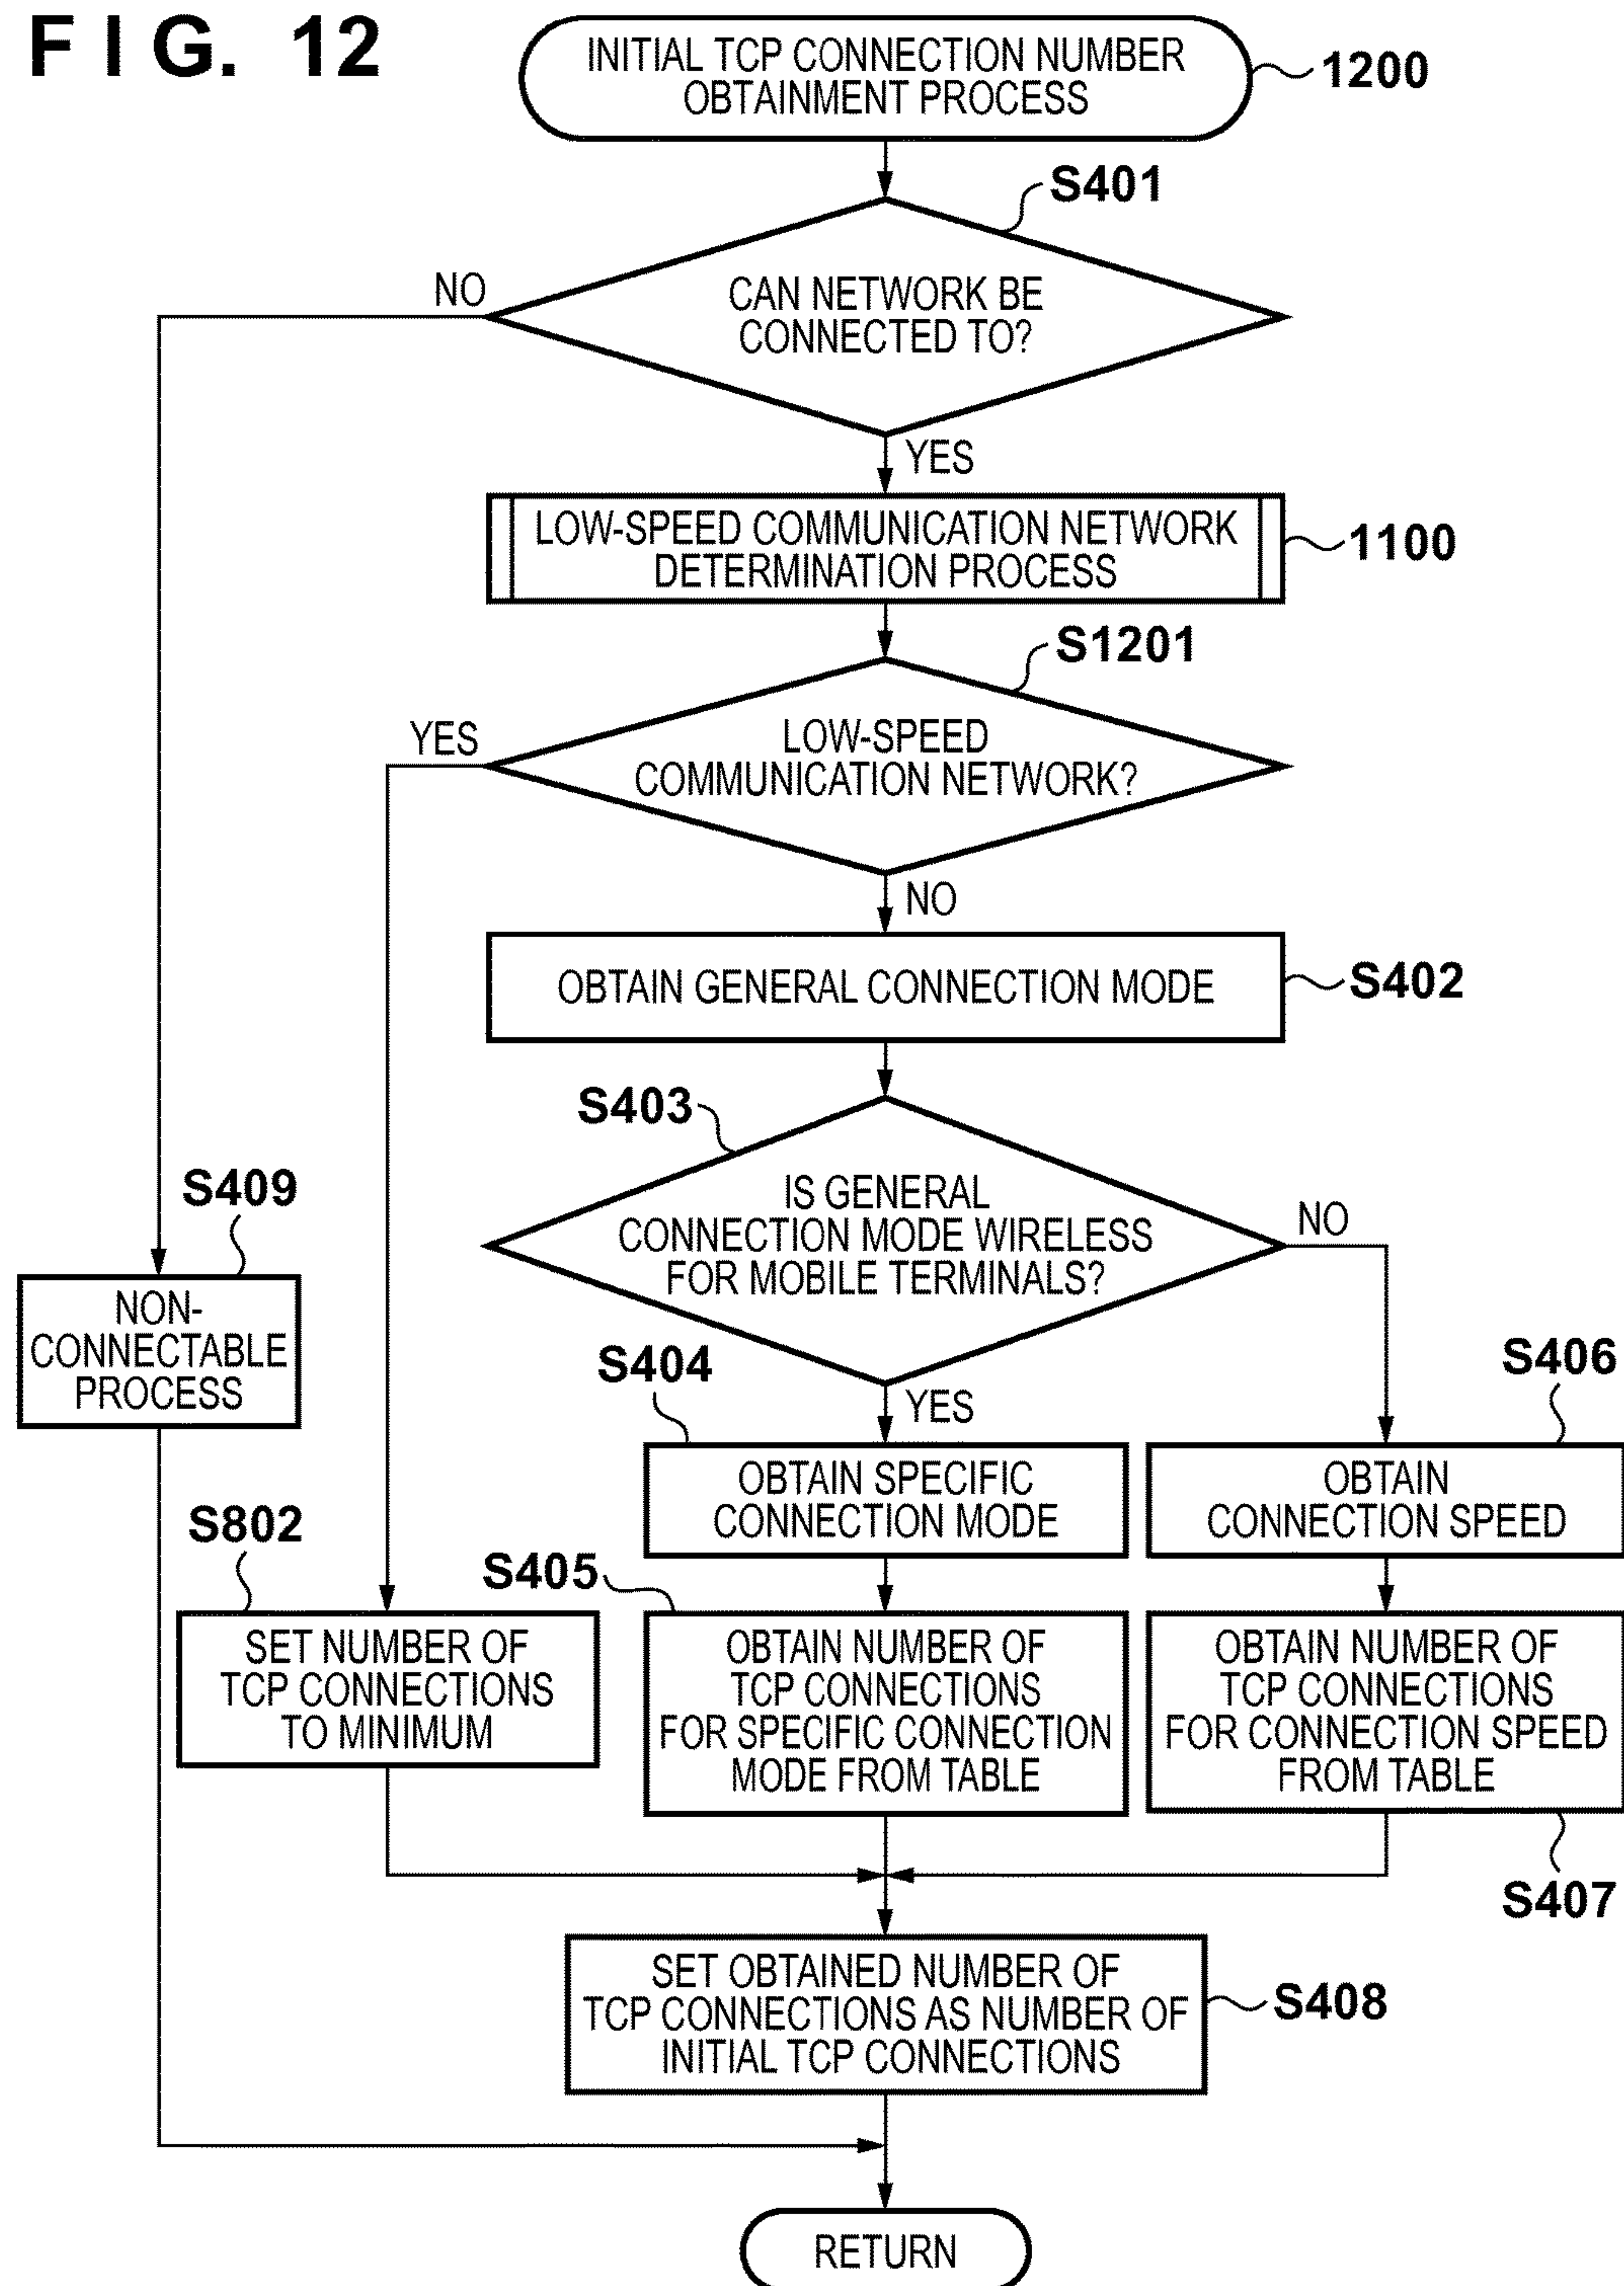 FIG. 12
INITIAL TCP CONNECTION NUMBER
OBTAINMENT PROCESS
1200
S401
CAN NETWORK BE
CONNECTED TO?
NO
YES
LOW-SPEED COMMUNICATION NETWORK
DETERMINATION PROCESS
1100
S1201
LOW-SPEED
COMMUNICATION NETWORK?
YES
NO
OBTAIN GENERAL CONNECTION MODE
S402
S403
IS GENERAL
CONNECTION MODE WIRELESS
FOR MOBILE TERMINALS?
NO
YES
S409
NON-
CONNECTABLE
PROCESS
S404
OBTAIN SPECIFIC
CONNECTION MODE
S406
OBTAIN
CONNECTION SPEED
S802
SET NUMBER OF
TCP CONNECTIONS
TO MINIMUM
S405
OBTAIN NUMBER OF
TCP CONNECTIONS
FOR SPECIFIC CONNECTION
MODE FROM TABLE
OBTAIN NUMBER OF
TCP CONNECTIONS
FOR CONNECTION SPEED
FROM TABLE
S407
SET OBTAINED NUMBER OF
TCP CONNECTIONS AS NUMBER OF
INITIAL TCP CONNECTIONS
S408
RETURN